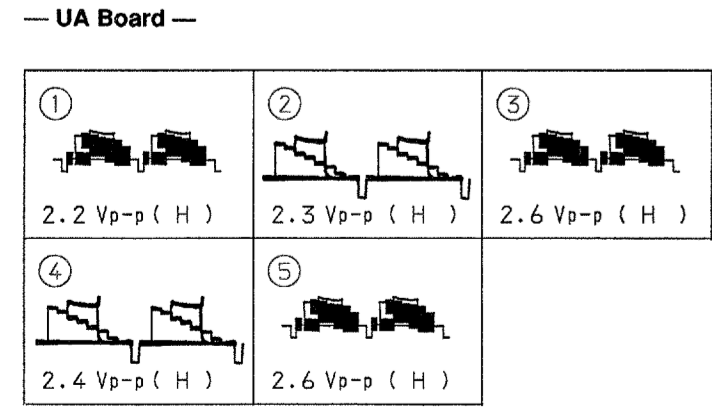 — UA Board —
① ② ③
2.2 Vp-p ( H ) 2.3 Vp-p ( H ) 2.6 Vp-p ( H )
④ ⑤
2.4 Vp-p ( H ) 2.6 Vp-p ( H )